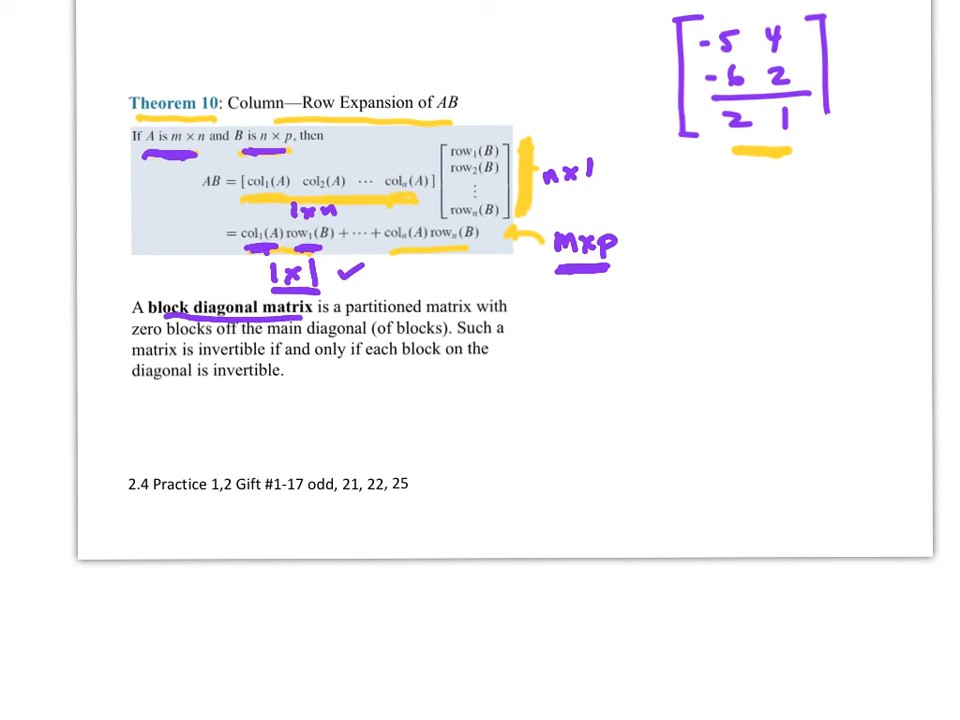 -5 4
-6 2
2 1
Theorem 10: Column—Row Expansion of AB
If A is m × n and B is n × p, then
AB = [col₁(A) col₂(A) ⋯ colₙ(A)] [row₁(B)
row₂(B)
⋮
rowₙ(B)]
n×1
1×n
= col₁(A) row₁(B) + ⋯ + colₙ(A) rowₙ(B)
m×p
1×1 ✓
A block diagonal matrix is a partitioned matrix with
zero blocks off the main diagonal (of blocks). Such a
matrix is invertible if and only if each block on the
diagonal is invertible.
2.4 Practice 1,2 Gift #1-17 odd, 21, 22, 25